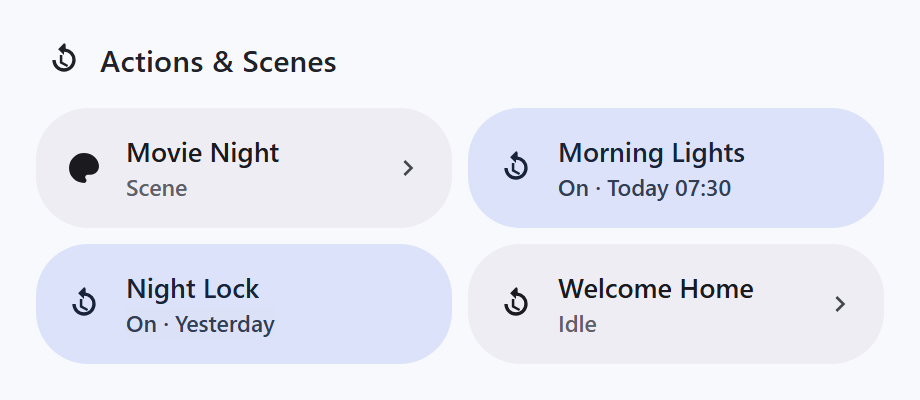 Actions & Scenes
Movie Night
Scene
Morning Lights
On · Today 07:30
Night Lock
On · Yesterday
Welcome Home
Idle